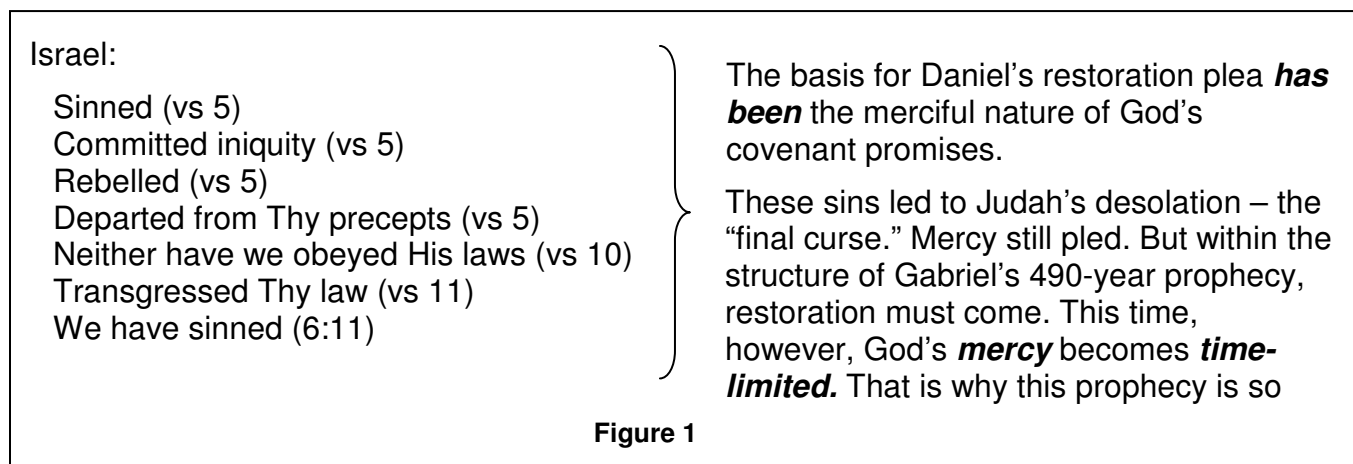 Israel:
Sinned (vs 5)
Committed iniquity (vs 5)
Rebelled (vs 5)
Departed from Thy precepts (vs 5)
Neither have we obeyed His laws (vs 10)
Transgressed Thy law (vs 11)
We have sinned (6:11)
The basis for Daniel’s restoration plea has
been the merciful nature of God’s
covenant promises.
These sins led to Judah’s desolation – the
“final curse.” Mercy still pled. But within the
structure of Gabriel’s 490-year prophecy,
restoration must come. This time,
however, God’s mercy becomes time-
limited. That is why this prophecy is so
Figure 1